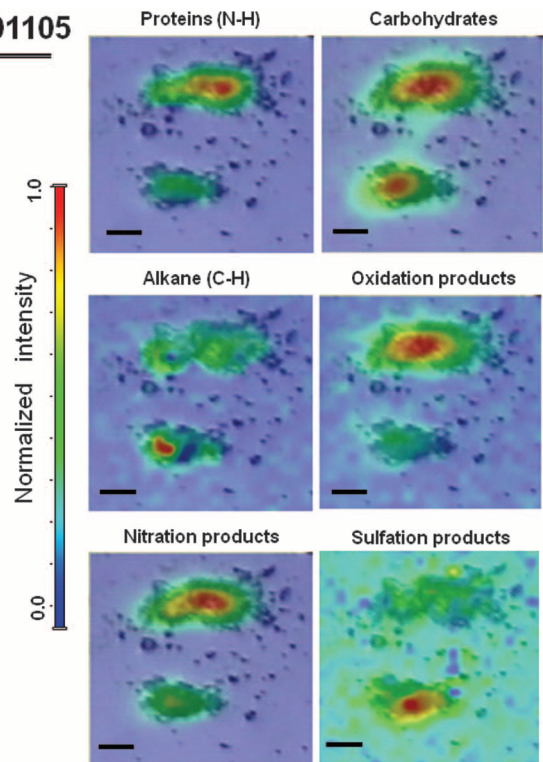 01105
Proteins (N-H)
Carbohydrates
1.0
Normalized intensity
0.0
Alkane (C-H)
Oxidation products
Nitration products
Sulfation products